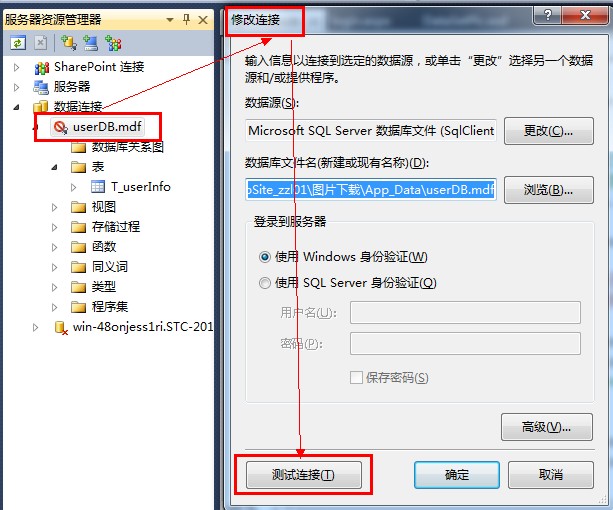 服务器资源管理器
SharePoint 连接
服务器
数据连接
userDB.mdf
数据库关系图
表
T_userInfo
视图
存储过程
函数
同义词
类型
程序集
win-48onjess1ri.STC-201
修改连接
输入信息以连接到选定的数据源，或单击“更改”选择另一个数据
源和/或提供程序。
数据源(S):
Microsoft SQL Server 数据库文件 (SqlClient
更改(C)...
数据库文件名(新建或现有名称)(D):
Site_zzl01\图片下载\App_Data\userDB.mdf
浏览(B)...
登录到服务器
使用 Windows 身份验证(W)
使用 SQL Server 身份验证(Q)
用户名(U):
密码(P):
保存密码(S)
高级(V)...
测试连接(T)
确定
取消